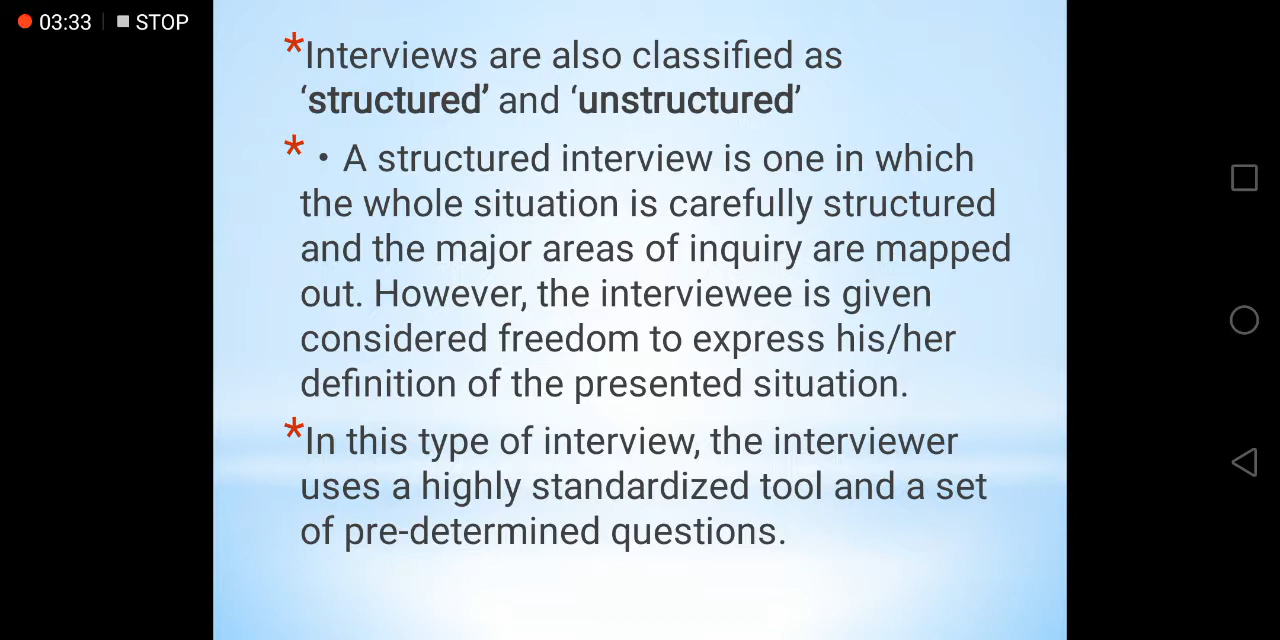 03:33 STOP
*Interviews are also classified as
‘structured’ and ‘unstructured’
* • A structured interview is one in which
the whole situation is carefully structured
and the major areas of inquiry are mapped
out. However, the interviewee is given
considered freedom to express his/her
definition of the presented situation.
*In this type of interview, the interviewer
uses a highly standardized tool and a set
of pre-determined questions.